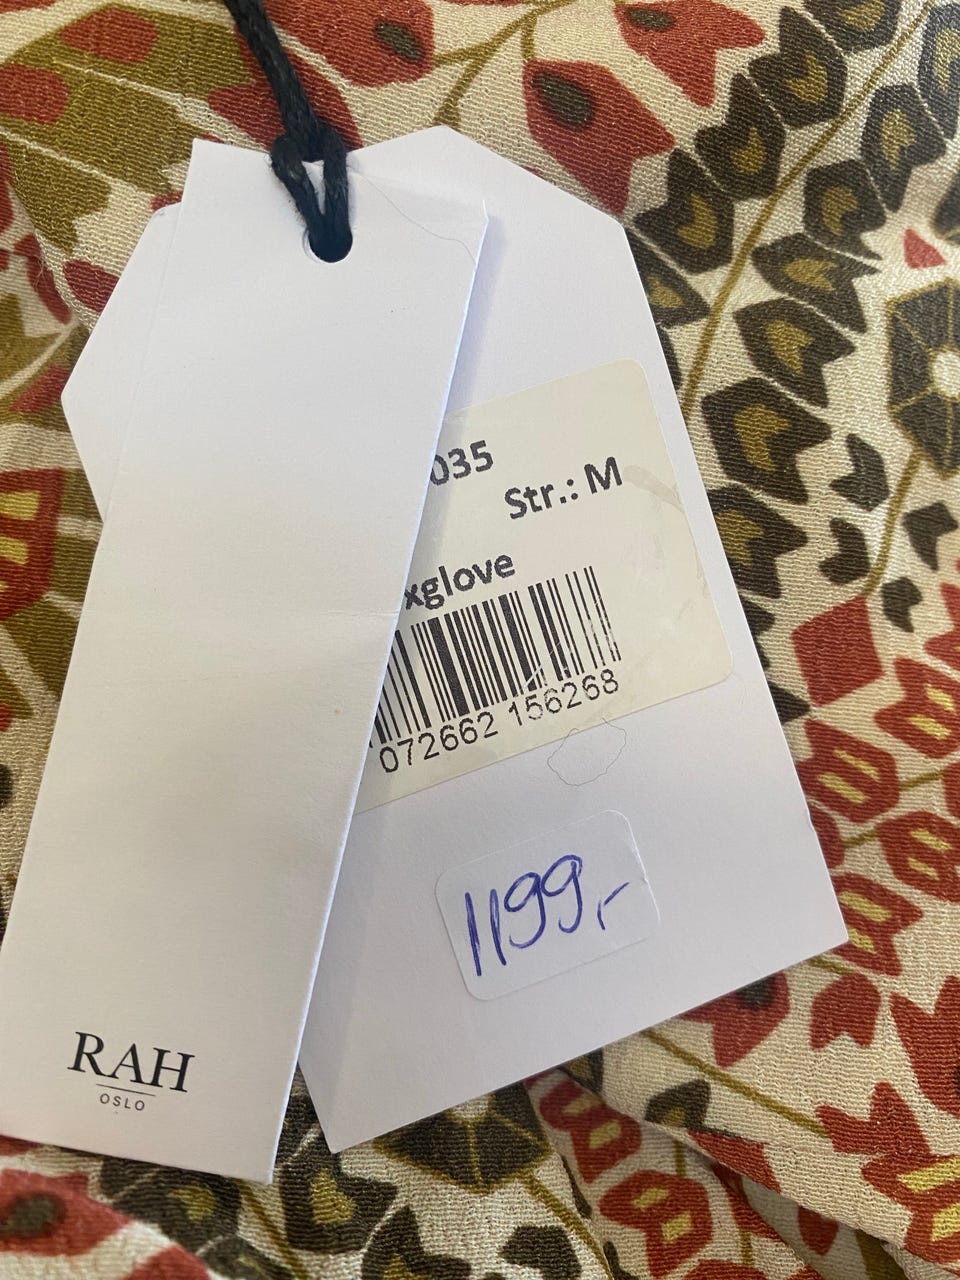 035
Str.: M
xglove
072662 156268
1199,-
RAH
OSLO